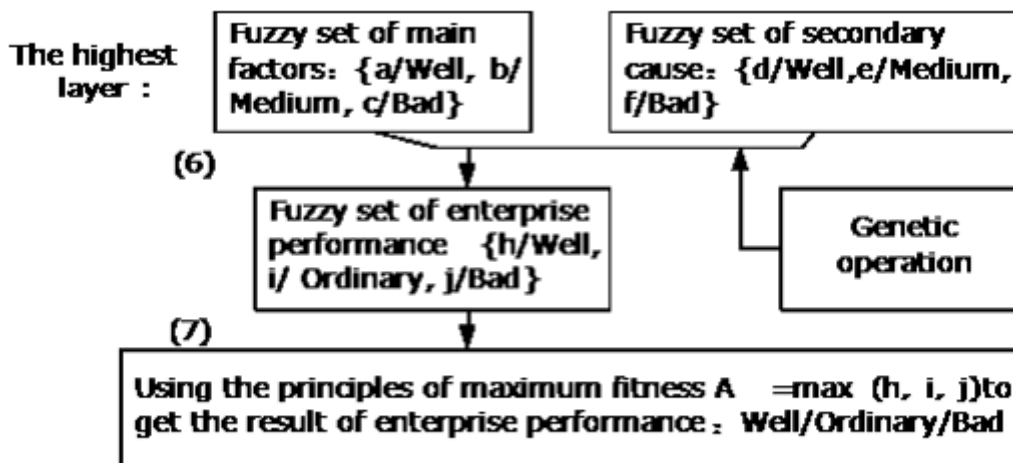 The highest
layer :
Fuzzy set of main
factors: {a/Well, b/
Medium, c/Bad}
Fuzzy set of secondary
cause: {d/Well,e/Medium,
f/Bad}
(6)
Fuzzy set of enterprise
performance {h/Well,
i/ Ordinary, j/Bad}
Genetic
operation
(7)
Using the principles of maximum fitness A =max (h, i, j)to
get the result of enterprise performance: Well/Ordinary/Bad